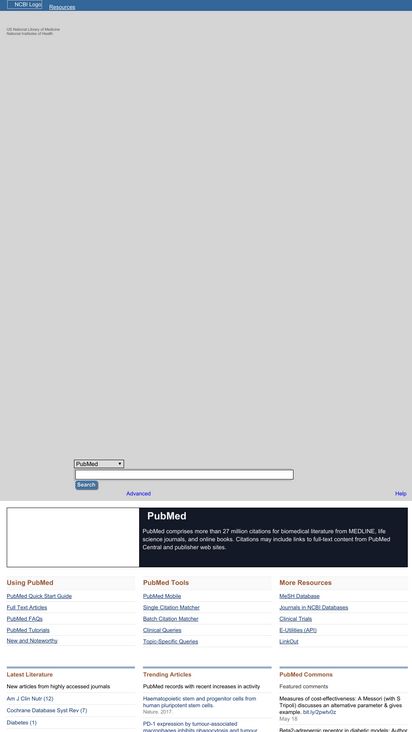 NCBI Logo
Resources
US National Library of Medicine
National Institutes of Health
PubMed
Search
Advanced
Help
PubMed
PubMed comprises more than 27 million citations for biomedical literature from MEDLINE, life
science journals, and online books. Citations may include links to full-text content from PubMed
Central and publisher web sites.
Using PubMed
PubMed Quick Start Guide
Full Text Articles
PubMed FAQs
PubMed Tutorials
New and Noteworthy
PubMed Tools
PubMed Mobile
Single Citation Matcher
Batch Citation Matcher
Clinical Queries
Topic-Specific Queries
More Resources
MeSH Database
Journals in NCBI Databases
Clinical Trials
E-Utilities (API)
LinkOut
Latest Literature
New articles from highly accessed journals
Am J Clin Nutr (12)
Cochrane Database Syst Rev (7)
Diabetes (1)
Trending Articles
PubMed records with recent increases in activity
Haematopoietic stem and progenitor cells from
human pluripotent stem cells.
Nature. 2017.
PD-1 expression by tumour-associated
macrophages inhibits phagocytosis and tumour
PubMed Commons
Featured comments
Measures of cost-effectiveness: A Messori (with S
Tripoli) discusses an alternative parameter & gives
example. bit.ly/2pwlv0z
May 18
Beta2-adrenergic receptor in diabetic models: Author